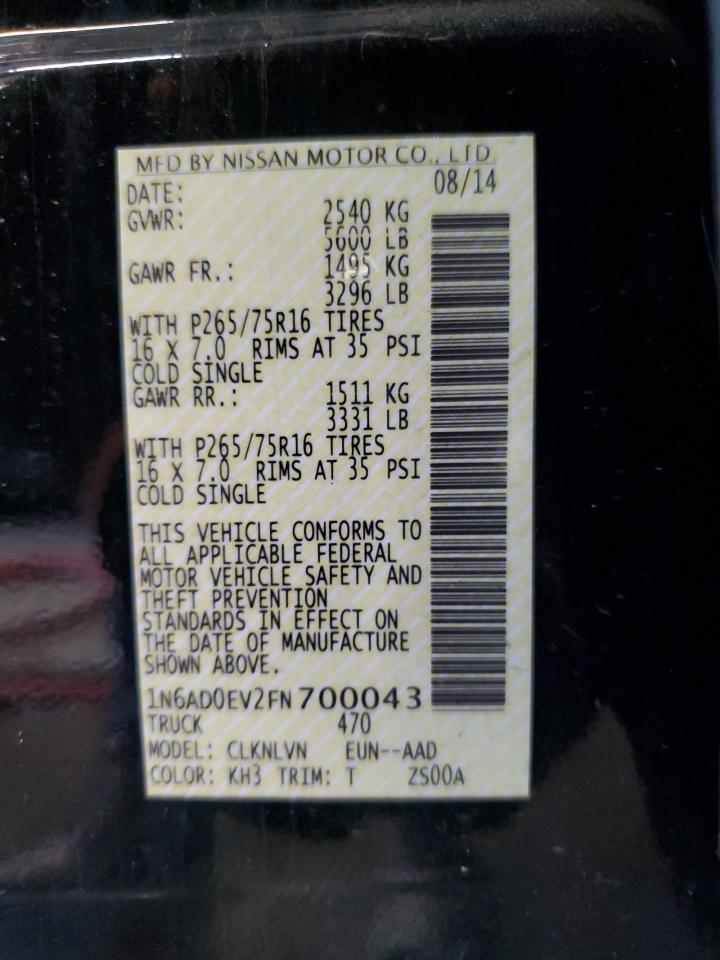 MFD BY NISSAN MOTOR CO., LTD.
DATE: 08/14
GVWR: 2540 KG
5600 LB
GAWR FR.: 1495 KG
3296 LB
WITH P265/75R16 TIRES
16 X 7.0 RIMS AT 35 PSI
COLD SINGLE
GAWR RR.: 1511 KG
3331 LB
WITH P265/75R16 TIRES
16 X 7.0 RIMS AT 35 PSI
COLD SINGLE
THIS VEHICLE CONFORMS TO
ALL APPLICABLE FEDERAL
MOTOR VEHICLE SAFETY AND
THEFT PREVENTION
STANDARDS IN EFFECT ON
THE DATE OF MANUFACTURE
SHOWN ABOVE.
1N6AD0EV2FN700043
TRUCK 470
MODEL: CLKNLVN EUN--AAD
COLOR: KH3 TRIM: T ZS00A